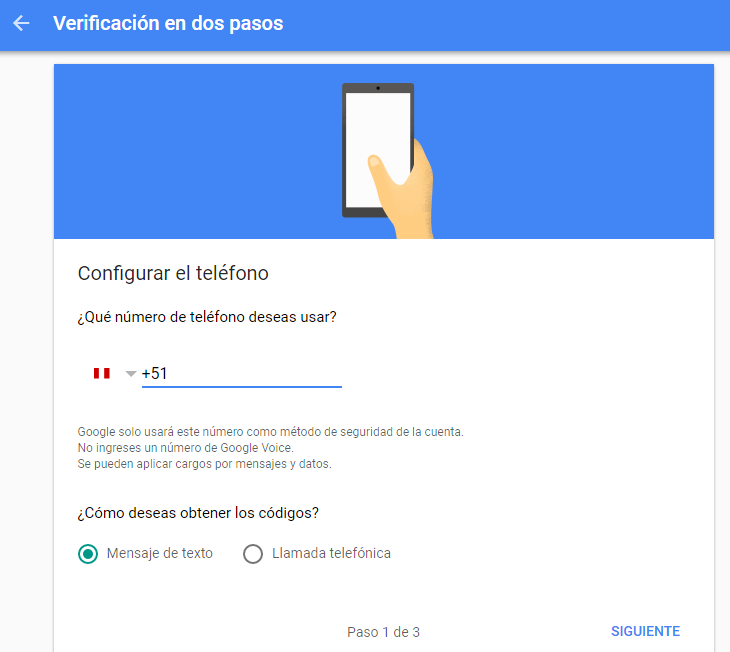 Verificación en dos pasos
Configurar el teléfono
¿Qué número de teléfono deseas usar?
+51
Google solo usará este número como método de seguridad de la cuenta.
No ingreses un número de Google Voice.
Se pueden aplicar cargos por mensajes y datos.
¿Cómo deseas obtener los códigos?
Mensaje de texto Llamada telefónica
Paso 1 de 3 SIGUIENTE